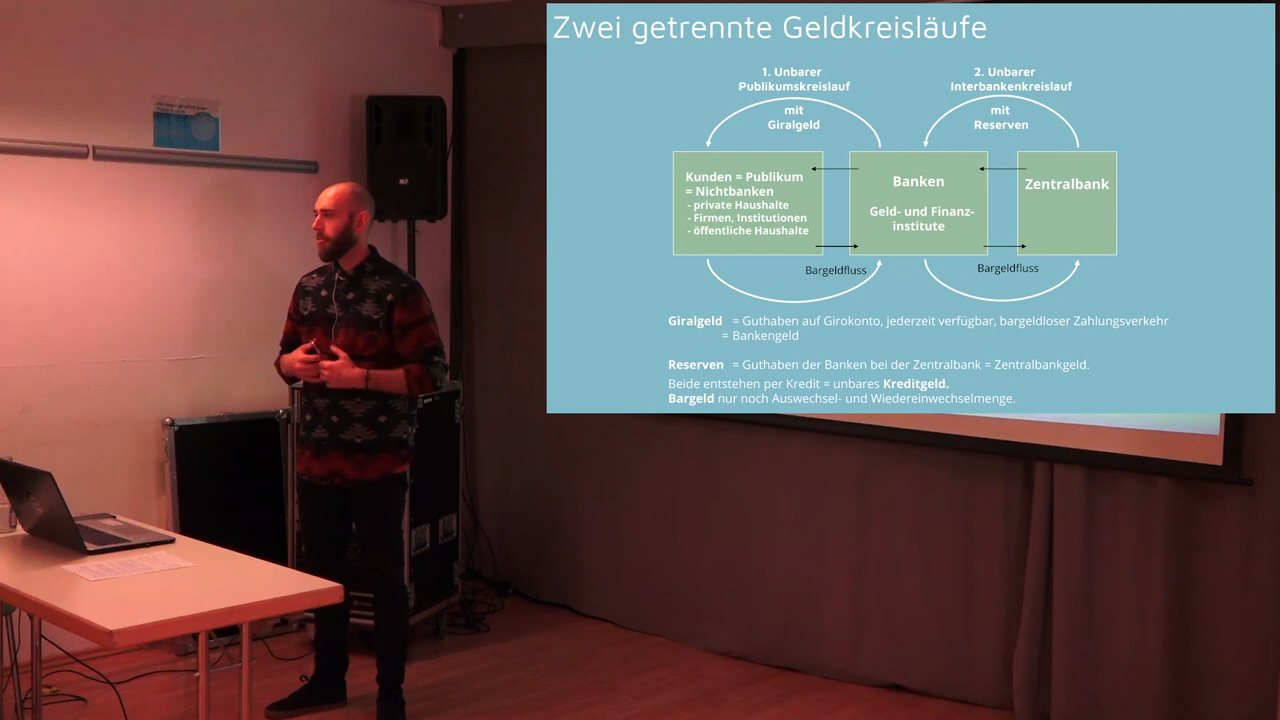 Zwei getrennte Geldkreisläufe
1. Unbarer
Publikumskreislauf
mit
Giralgeld
2. Unbarer
Interbankenkreislauf
mit
Reserven
Kunden = Publikum
= Nichtbanken
- private Haushalte
- Firmen, Institutionen
- öffentliche Haushalte
Banken
Geld- und Finanz-
institute
Zentralbank
Bargeldfluss
Bargeldfluss
Giralgeld = Guthaben auf Girokonto, jederzeit verfügbar, bargeldloser Zahlungsverkehr
= Bankengeld
Reserven = Guthaben der Banken bei der Zentralbank = Zentralbankgeld.
Beide entstehen per Kredit = unbares Kreditgeld.
Bargeld nur noch Auswechsel- und Wiedereinwechselmenge.